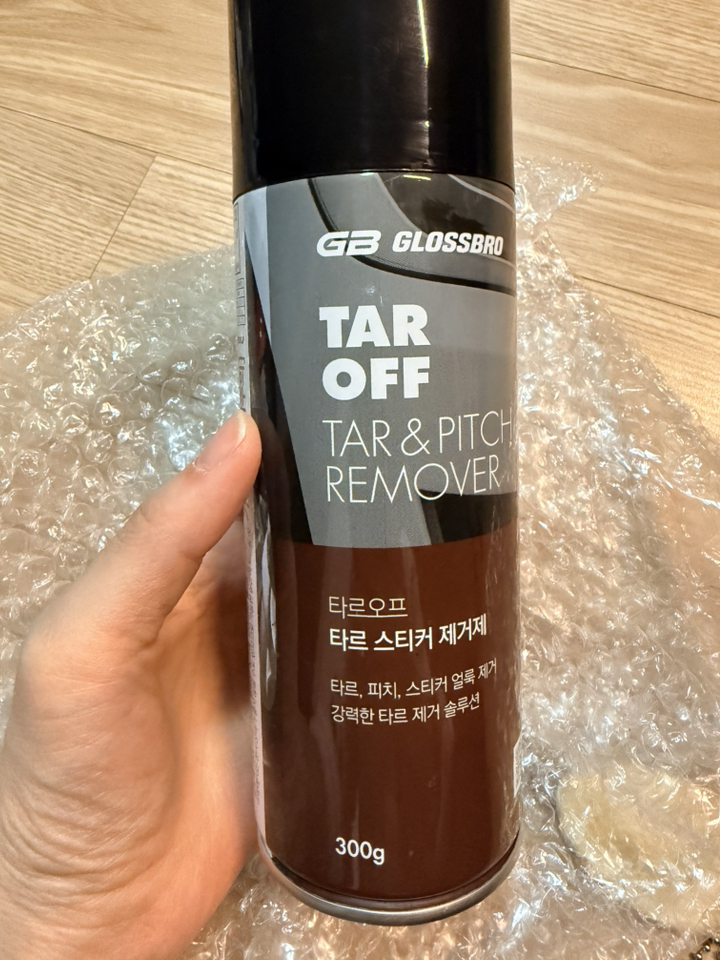 GB GLOSSBRO
TAR
OFF
TAR & PITCH
REMOVER
타르오프
타르 스티커 제거제
타르, 피치, 스티커 얼룩 제거
강력한 타르 제거 솔루션
300g